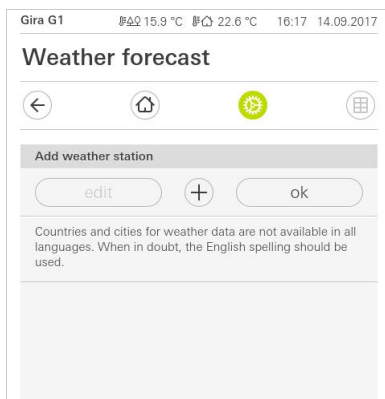 Gira G1 15.9 °C 22.6 °C 16:17 14.09.2017
Weather forecast
Add weather station
edit + ok
Countries and cities for weather data are not available in all
languages. When in doubt, the English spelling should be
used.